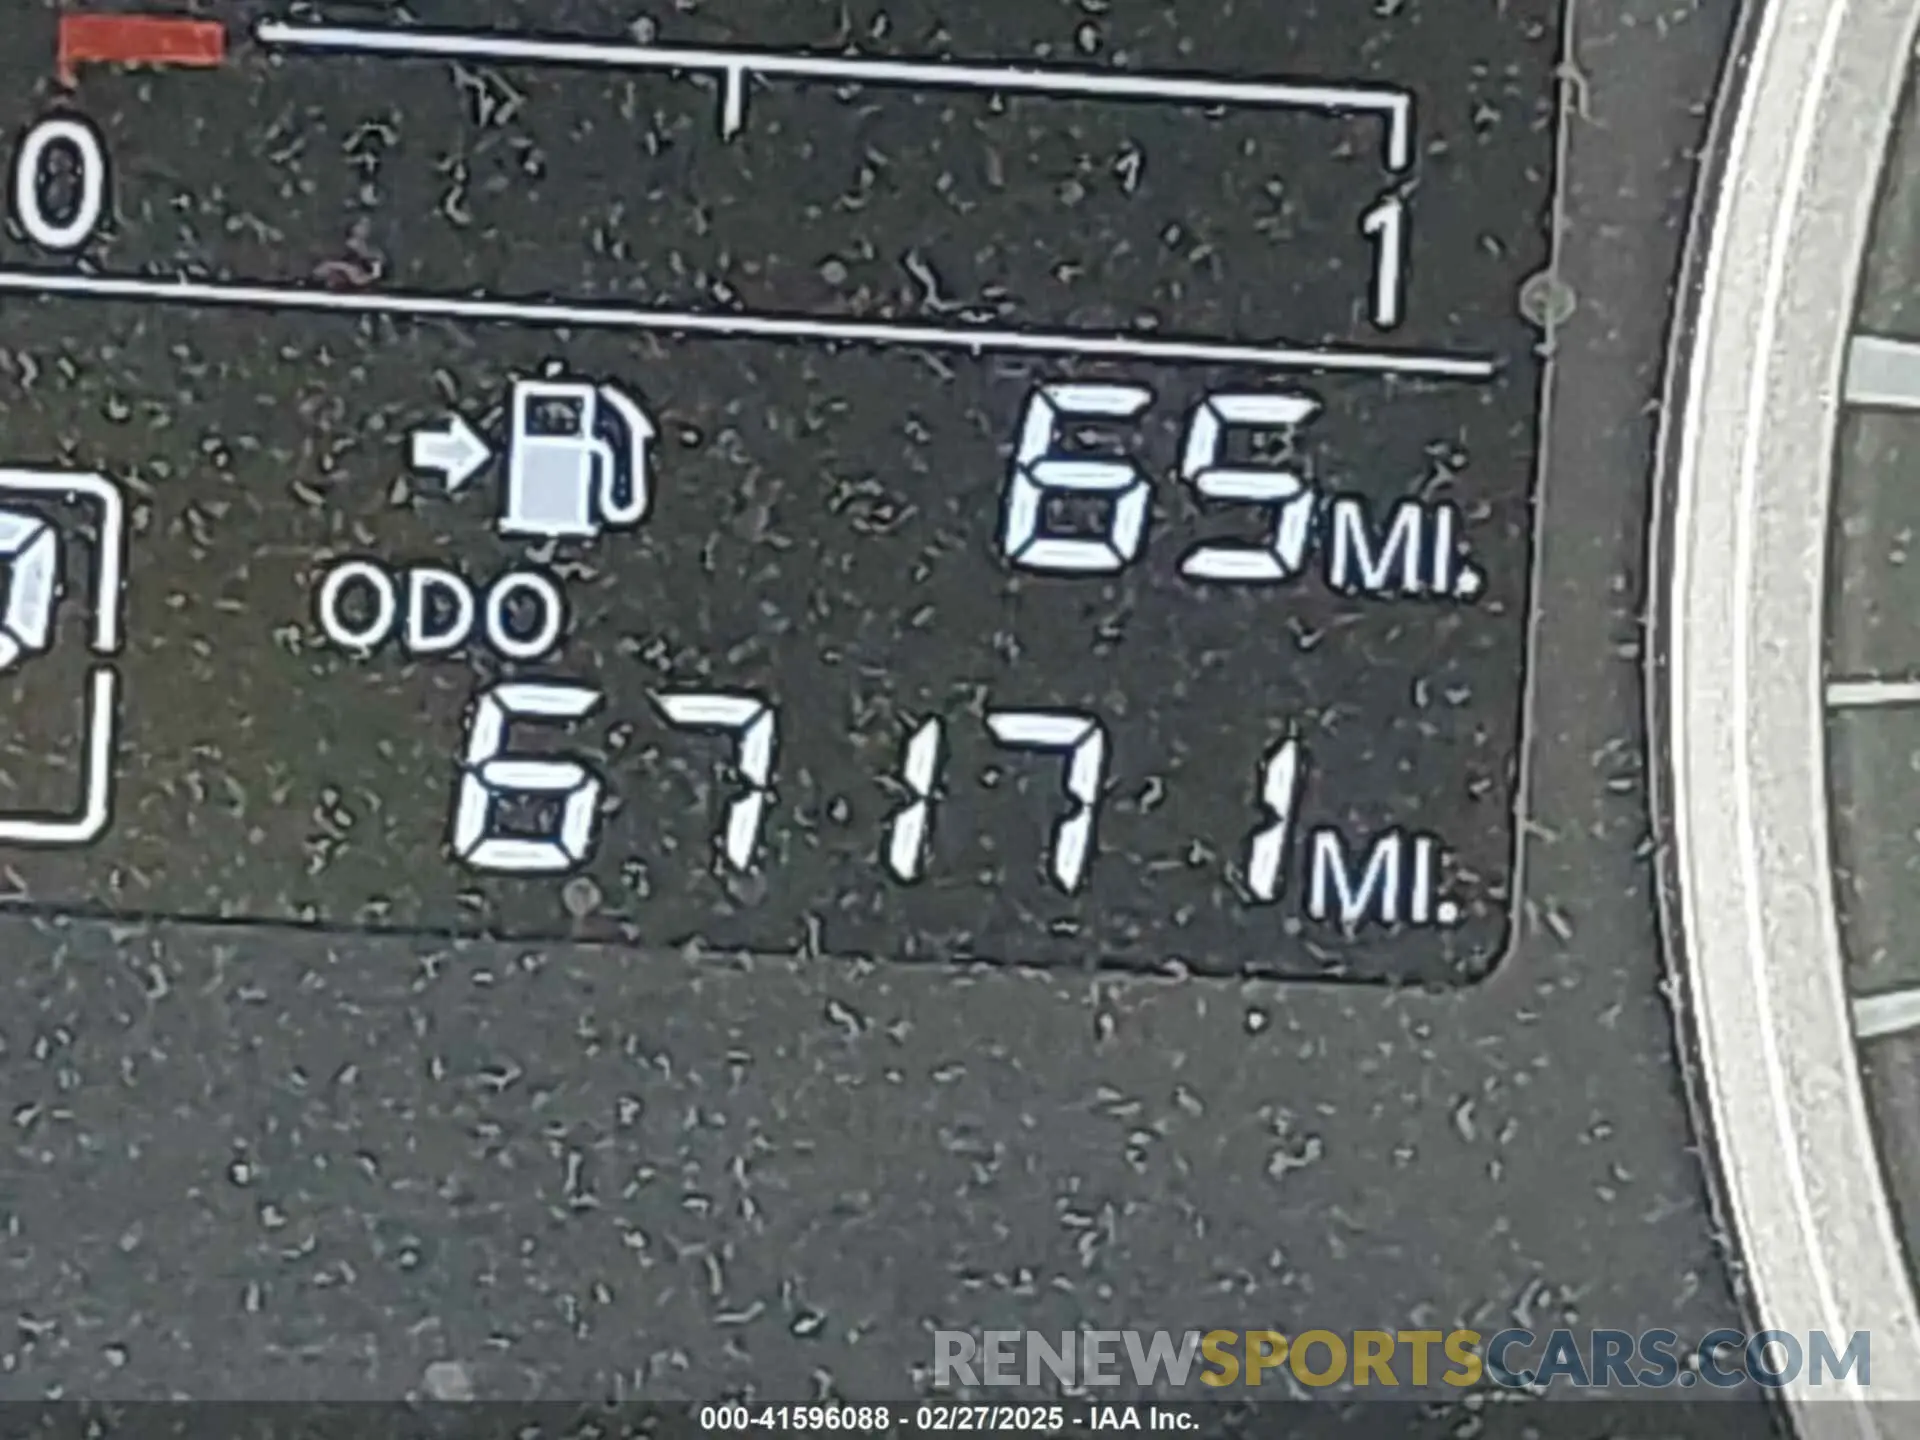 0
1
65 MI.
ODO
67171 MI.
RENEWSPORTSCARS.COM
000-41596088 - 02/27/2025 - IAA Inc.